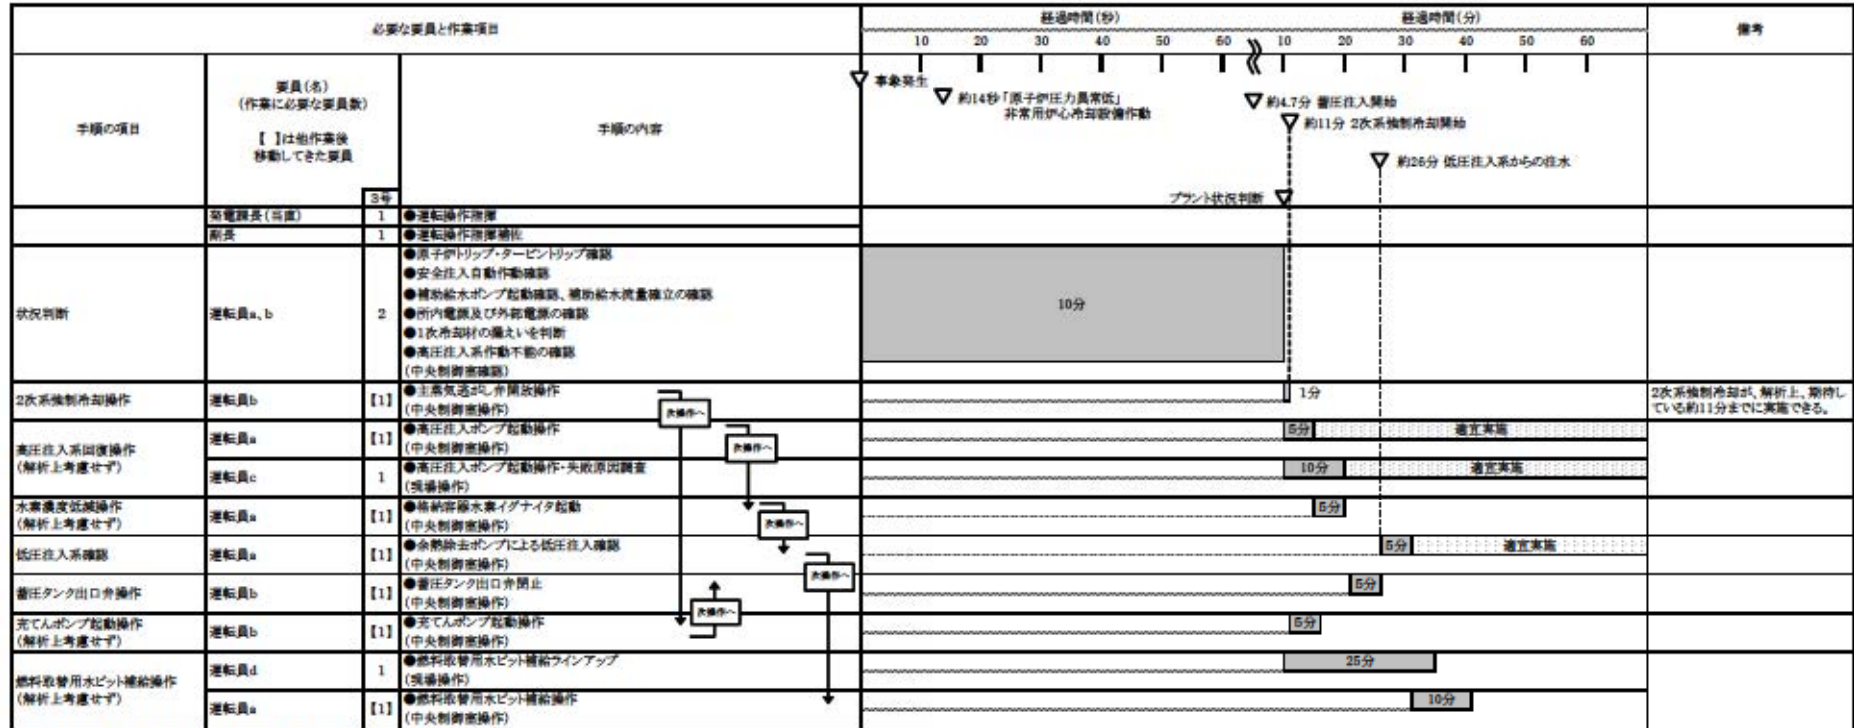 必要な要員と作業項目
経過時間(秒)
経過時間(分)
備考
10 20 30 40 50 60 10 20 30 40 50 60
手順の項目
要員(名)
(作業に必要な要員数)
【 】は他作業後
移動してきた要員
3号
手順の内容
事象発生
約14秒「原子炉圧力異常低」
非常用炉心冷却設備作動
約4.7分 蓄圧注入開始
約11分 2次系強制冷却開始
約26分 低圧注入系からの注水
プラント状況判断
発電課長(当直) 1 ●運転操作指揮
副長 1 ●運転操作指揮補佐
状況判断
運転員a、b
2
●原子炉トリップ・タービントリップ確認
●安全注入自動作動確認
●補助給水ポンプ起動確認、補助給水流量確立の確認
●所内電源及び外部電源の確認
●1次冷却材の漏えいを判断
●高圧注入系作動不能の確認
(中央制御室確認)
10分
2次系強制冷却操作
運転員b
【1】
●主蒸気逃がし弁開放操作
(中央制御室操作)
次操作へ
1分
2次系強制冷却が、解析上、期待し
ている約11分までに実施できる。
高圧注入系回復操作
(解析上考慮せず)
運転員a
【1】
●高圧注入ポンプ起動操作
(中央制御室操作)
次操作へ
5分
適宜実施
運転員c
1
●高圧注入ポンプ起動操作・失敗原因調査
(現場操作)
10分
適宜実施
水素濃度低減操作
(解析上考慮せず)
運転員a
【1】
●格納容器水素イグナイタ起動
(中央制御室操作)
次操作へ
5分
低圧注入系確認
運転員a
【1】
●余熱除去ポンプによる低圧注入確認
(中央制御室操作)
次操作へ
5分
適宜実施
蓄圧タンク出口弁操作
運転員b
【1】
●蓄圧タンク出口弁閉止
(中央制御室操作)
5分
充てんポンプ起動操作
(解析上考慮せず)
運転員b
【1】
●充てんポンプ起動操作
(中央制御室操作)
次操作へ
5分
燃料取替用水ピット補給操作
(解析上考慮せず)
運転員d
1
●燃料取替用水ピット補給ラインアップ
(現場操作)
25分
運転員a
【1】
●燃料取替用水ピット補給操作
(中央制御室操作)
10分